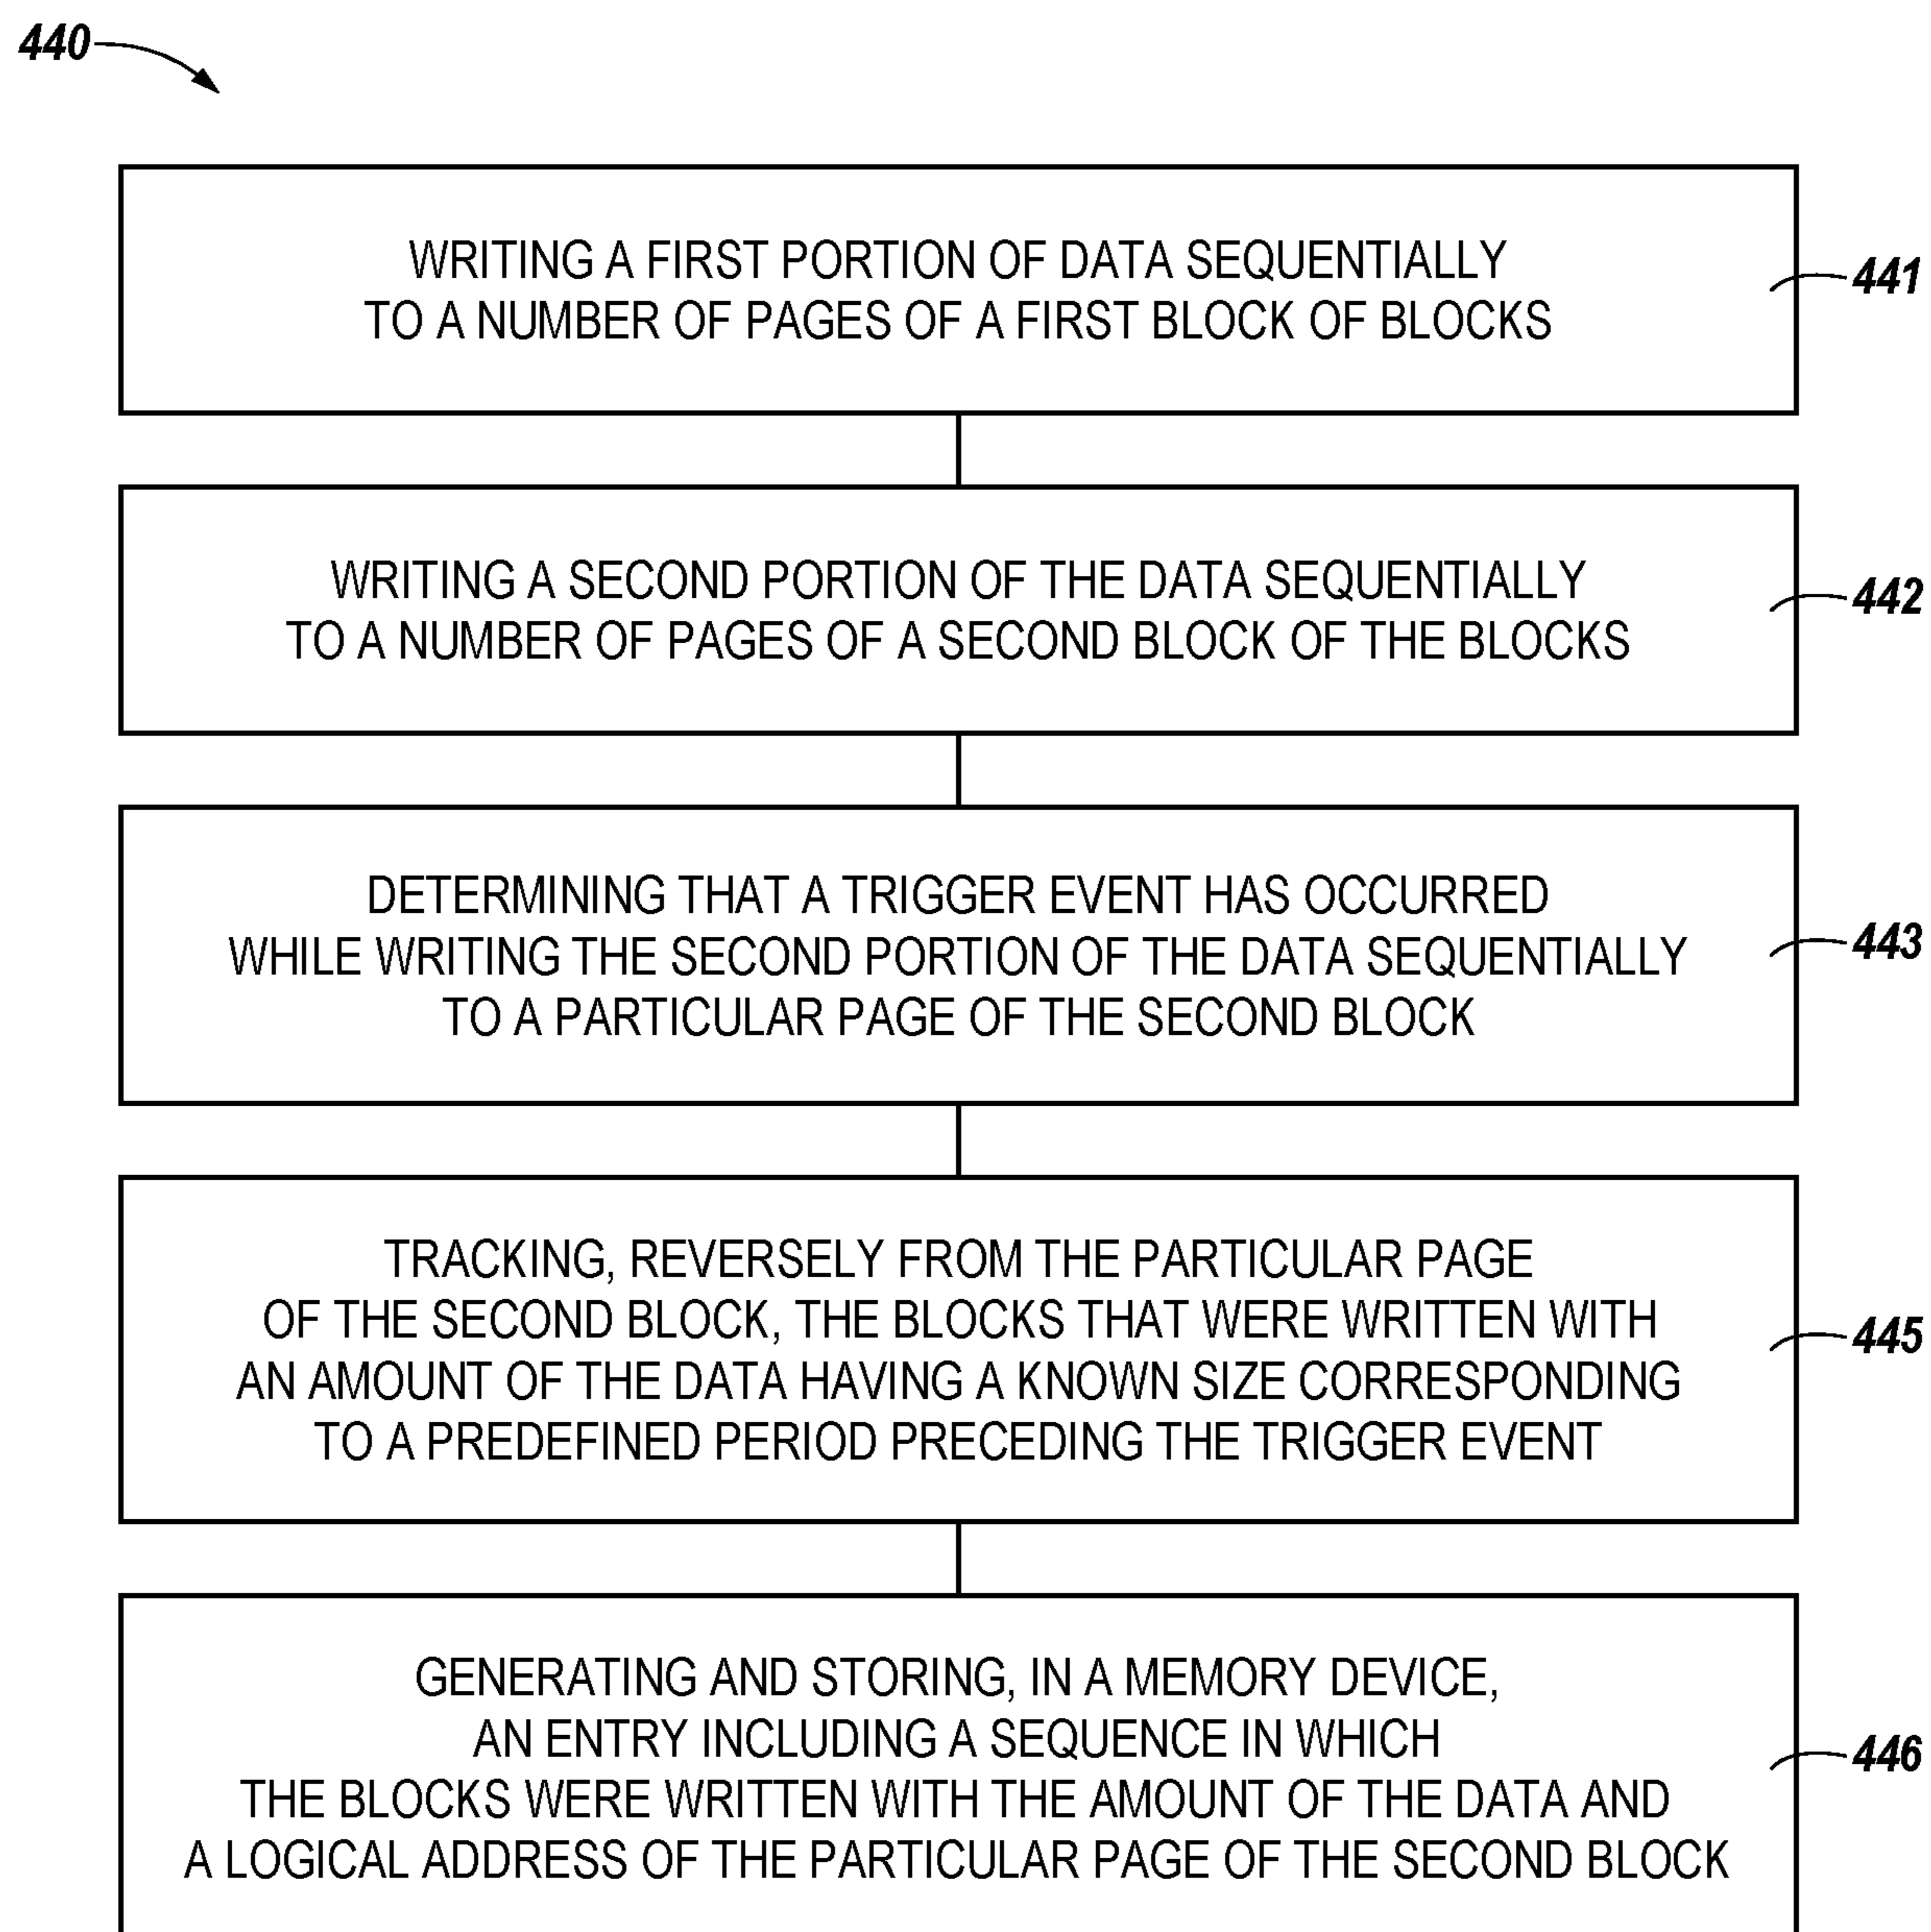 440
WRITING A FIRST PORTION OF DATA SEQUENTIALLY
TO A NUMBER OF PAGES OF A FIRST BLOCK OF BLOCKS
441
WRITING A SECOND PORTION OF THE DATA SEQUENTIALLY
TO A NUMBER OF PAGES OF A SECOND BLOCK OF THE BLOCKS
442
DETERMINING THAT A TRIGGER EVENT HAS OCCURRED
WHILE WRITING THE SECOND PORTION OF THE DATA SEQUENTIALLY
TO A PARTICULAR PAGE OF THE SECOND BLOCK
443
TRACKING, REVERSELY FROM THE PARTICULAR PAGE
OF THE SECOND BLOCK, THE BLOCKS THAT WERE WRITTEN WITH
AN AMOUNT OF THE DATA HAVING A KNOWN SIZE CORRESPONDING
TO A PREDEFINED PERIOD PRECEDING THE TRIGGER EVENT
445
GENERATING AND STORING, IN A MEMORY DEVICE,
AN ENTRY INCLUDING A SEQUENCE IN WHICH
THE BLOCKS WERE WRITTEN WITH THE AMOUNT OF THE DATA AND
A LOGICAL ADDRESS OF THE PARTICULAR PAGE OF THE SECOND BLOCK
446